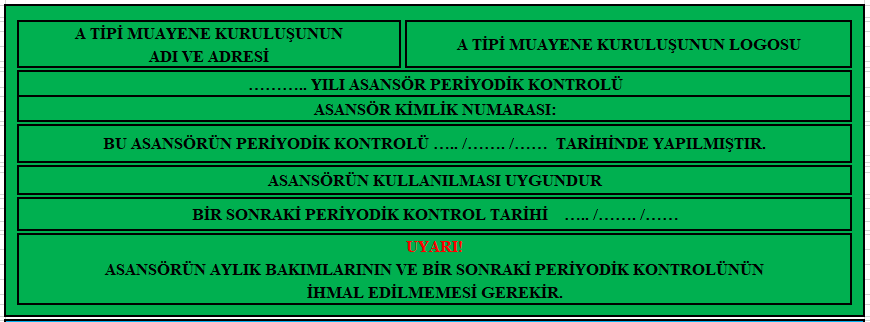 A TİPİ MUAYENE KURULUŞUNUN
ADI VE ADRESİ
A TİPİ MUAYENE KURULUŞUNUN LOGOSU
……….. YILI ASANSÖR PERİYODİK KONTROLÜ
ASANSÖR KİMLİK NUMARASI:
BU ASANSÖRÜN PERİYODİK KONTROLÜ ….. /……. /…… TARİHİNDE YAPILMIŞTIR.
ASANSÖRÜN KULLANILMASI UYGUNDUR
BİR SONRAKİ PERİYODİK KONTROL TARİHİ ….. /……. /……
UYARI!
ASANSÖRÜN AYLIK BAKIMLARININ VE BİR SONRAKİ PERİYODİK KONTROLÜNÜN
İHMAL EDİLMEMESİ GEREKİR.